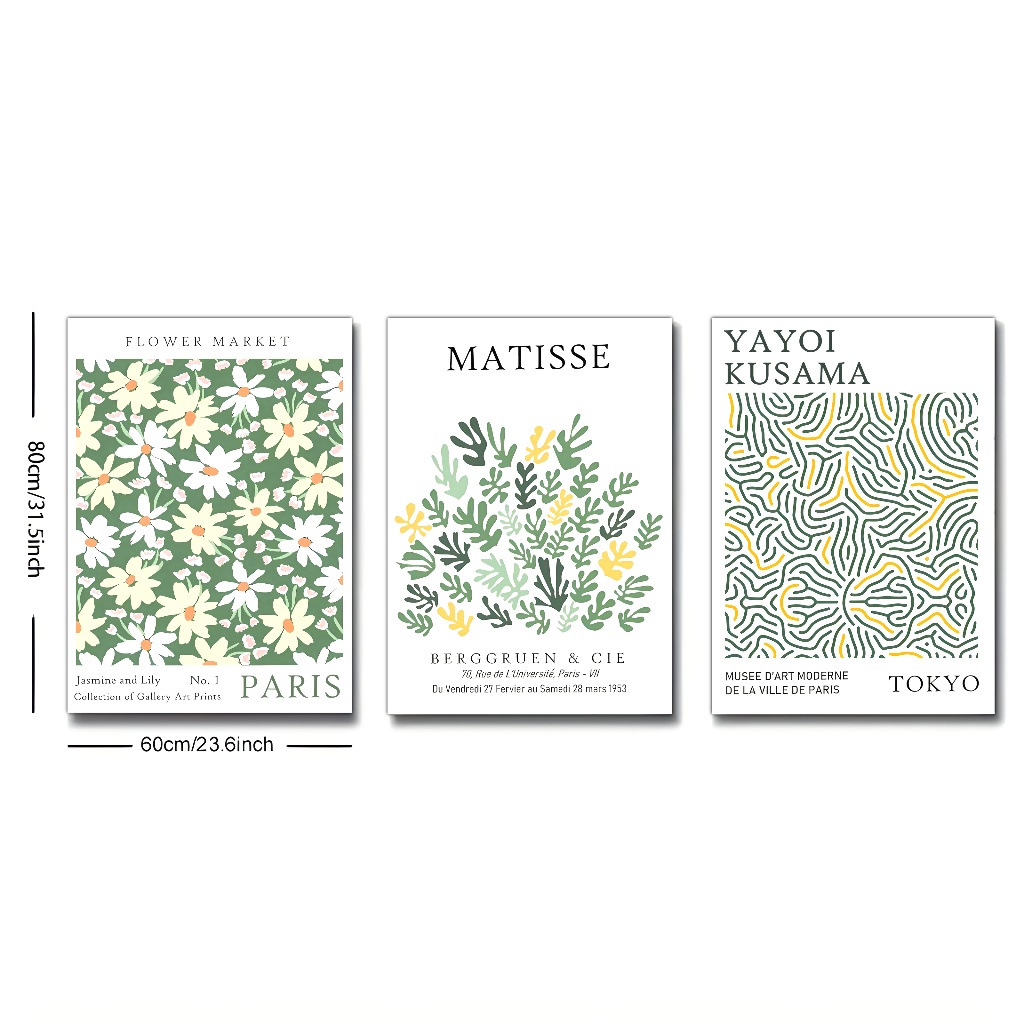 80cm/31.5inch
FLOWER MARKET
Jasmine and Lily No. 1
Collection of Gallery Art Prints
PARIS
60cm/23.6inch
MATISSE
BERGGRUEN & CIE
70, Rue de L'Université, Paris - VII
Du Vendredi 27 Fervier au Samedi 28 mars 1953
YAYOI
KUSAMA
MUSEE D'ART MODERNE
DE LA VILLE DE PARIS
TOKYO